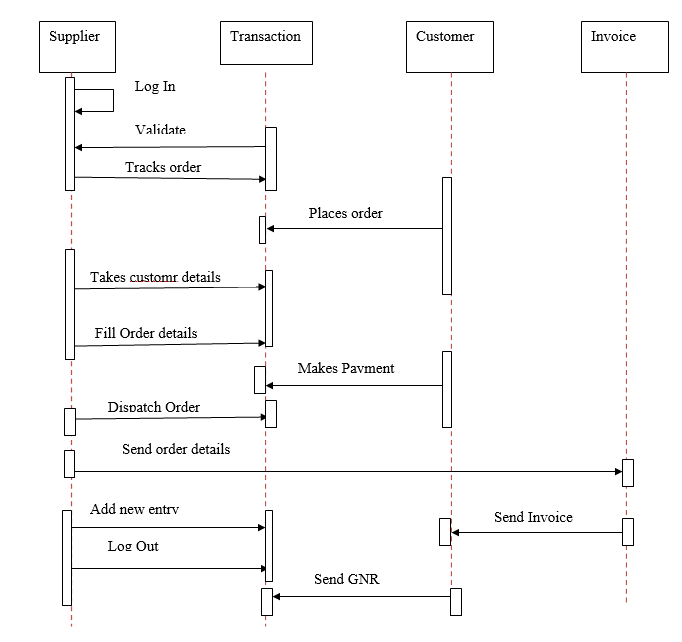 Supplier
Transaction
Customer
Invoice
Log In
Validate
Tracks order
Places order
Takes customr details
Fill Order details
Makes Payment
Dispatch Order
Send order details
Add new entry
Send Invoice
Log Out
Send GNR